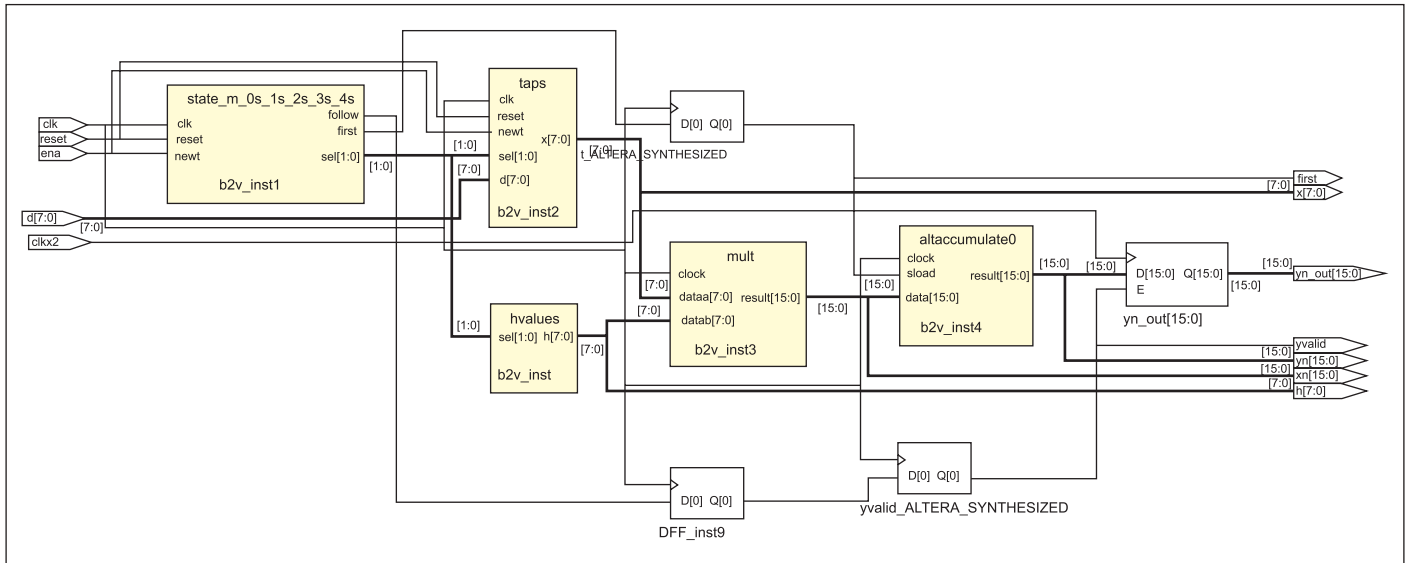 clk
reset
ena
d[7:0]
[7:0]
clkx2
state_m_0s_1s_2s_3s_4s
follow
clk
first
reset
newt
sel[1:0]
b2v_inst1
[1:0]
taps
clk
reset
newt
x[7:0]
[1:0]
sel[1:0]
[7:0]
d[7:0]
b2v_inst2
[7:0]
D[0] Q[0]
t_ALTERA_SYNTHESIZED
hvalues
[1:0]
sel[1:0] h[7:0]
[7:0]
b2v_inst
mult
clock
[7:0]
dataa[7:0] result[15:0]
[7:0]
datab[7:0]
b2v_inst3
[15:0]
altaccumulate0
clock
sload
result[15:0]
[15:0]
data[15:0]
b2v_inst4
[15:0]
[15:0]
D[15:0] Q[15:0]
E
[15:0]
[15:0]
yn_out[15:0]
first
[7:0]
x[7:0]
yn_out[15:0]
yvalid
[15:0]
yn[15:0]
[15:0]
xn[15:0]
[7:0]
h[7:0]
D[0] Q[0]
yvalid_ALTERA_SYNTHESIZED
D[0] Q[0]
DFF_inst9